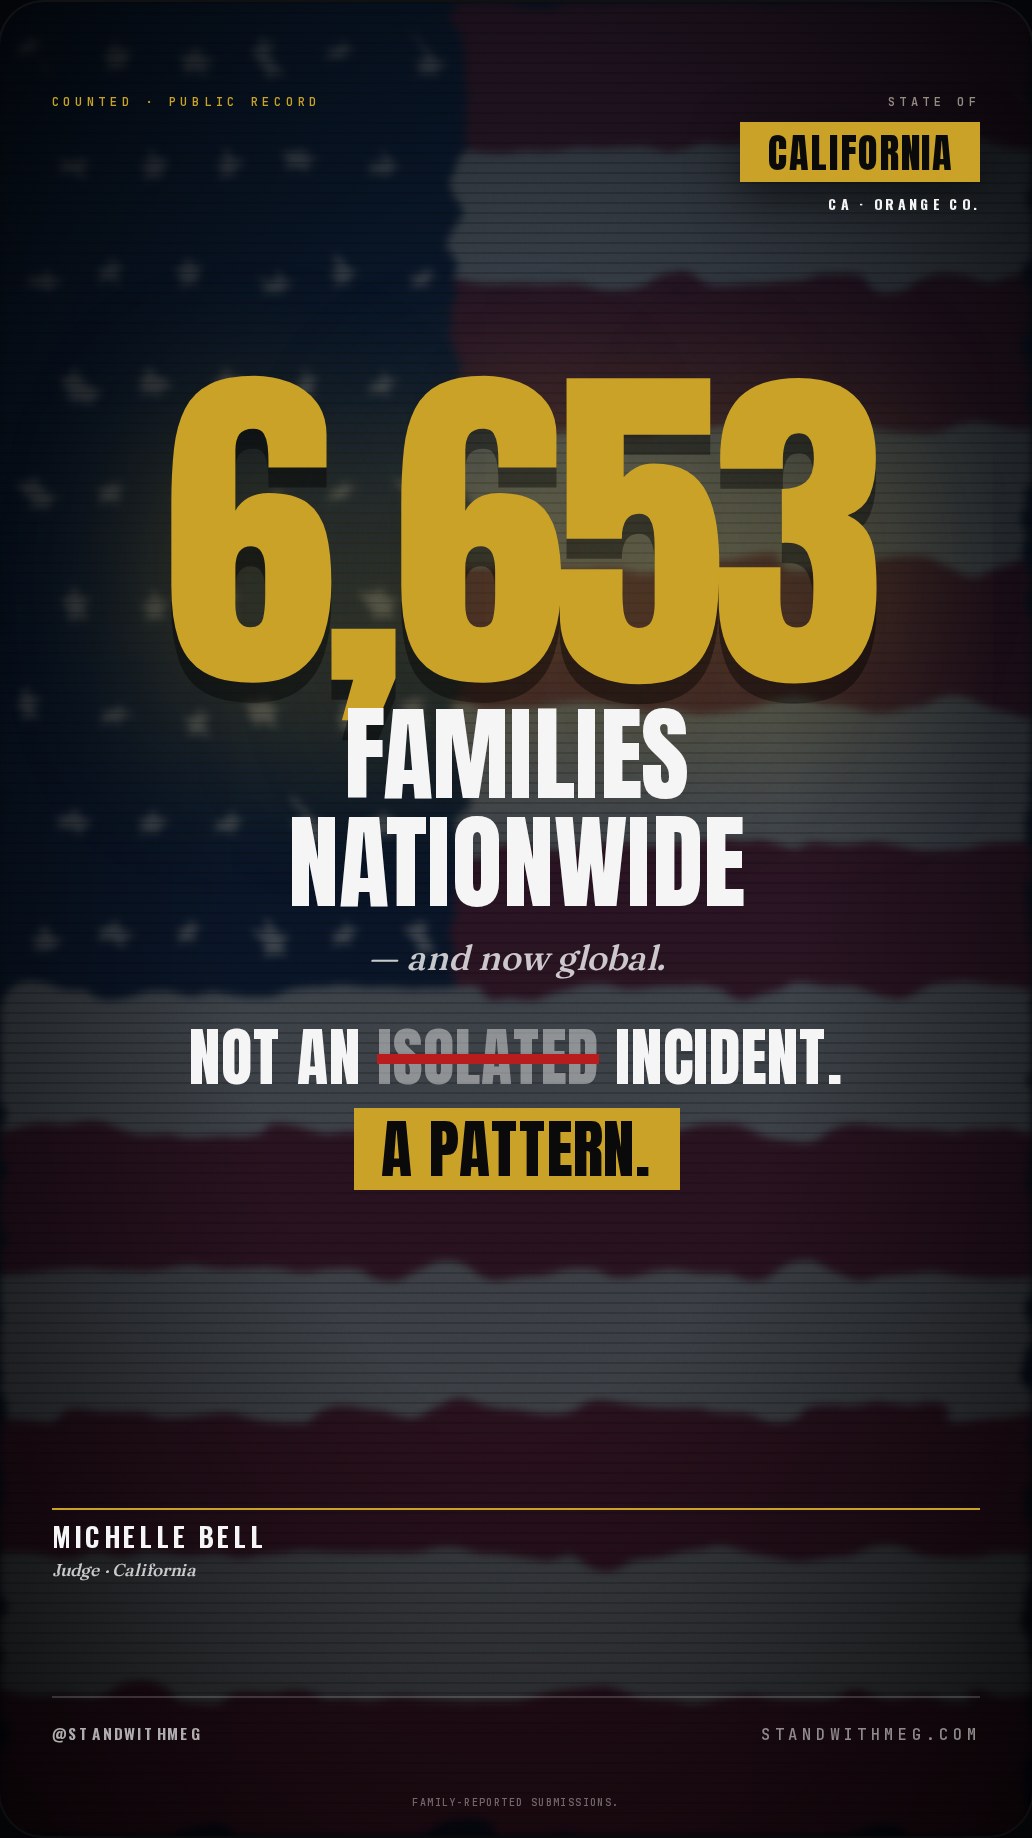 COUNTED · PUBLIC RECORD
STATE OF
CALIFORNIA
CA · ORANGE CO.
6,653
FAMILIES
NATIONWIDE
— and now global.
NOT AN ISOLATED INCIDENT.
A PATTERN.
MICHELLE BELL
Judge · California
@STANDWITHMEG
STANDWITHMEG.COM
FAMILY-REPORTED SUBMISSIONS.